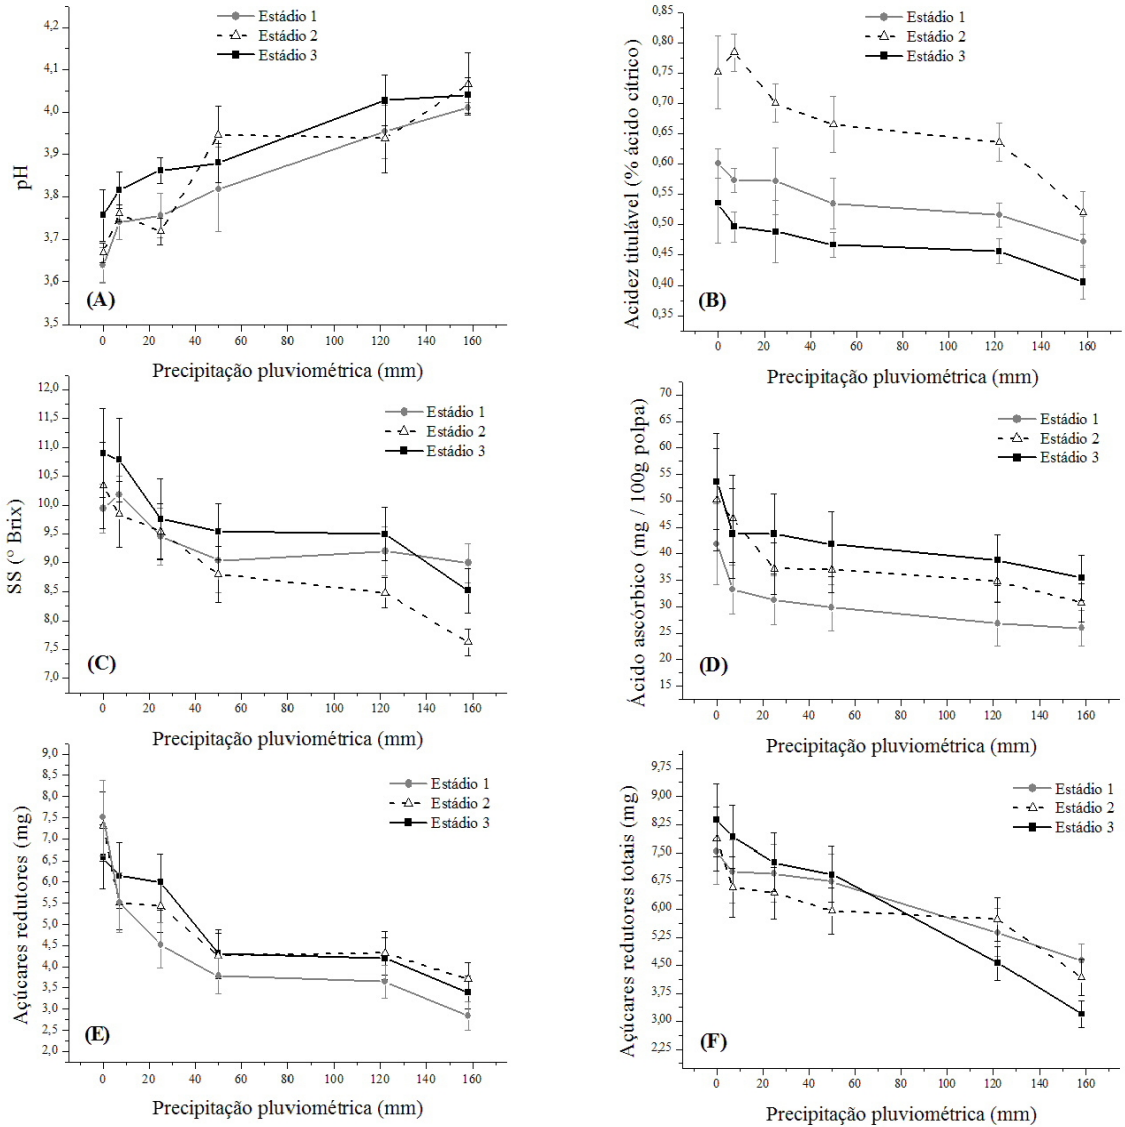 4,2
4,1
4,0
3,9
3,8
3,7
3,6
3,5
pH
Estádio 1
Estádio 2
Estádio 3
(A)
0 20 40 60 80 100 120 140 160
Precipitação pluviométrica (mm)
0,85
0,80
0,75
0,70
0,65
0,60
0,55
0,50
0,45
0,40
0,35
Acidez titulável (% ácido cítrico)
Estádio 1
Estádio 2
Estádio 3
(B)
0 20 40 60 80 100 120 140 160
Precipitação pluviométrica (mm)
12,0
11,5
11,0
10,5
10,0
9,5
9,0
8,5
8,0
7,5
7,0
SS (º Brix)
Estádio 1
Estádio 2
Estádio 3
(C)
0 20 40 60 80 100 120 140 160
Precipitação pluviométrica (mm)
70
65
60
55
50
45
40
35
30
25
20
15
Ácido ascórbico (mg / 100g polpa)
Estádio 1
Estádio 2
Estádio 3
(D)
0 20 40 60 80 100 120 140 160
Precipitação pluviométrica (mm)
9,0
8,5
8,0
7,5
7,0
6,5
6,0
5,5
5,0
4,5
4,0
3,5
3,0
2,5
2,0
Açúcares redutores (mg)
Estádio 1
Estádio 2
Estádio 3
(E)
0 20 40 60 80 100 120 140 160
Precipitação pluviométrica (mm)
9,75
9,00
8,25
7,50
6,75
6,00
5,25
4,50
3,75
3,00
2,25
Açúcares redutores totais (mg)
Estádio 1
Estádio 2
Estádio 3
(F)
0 20 40 60 80 100 120 140 160
Precipitação pluviométrica (mm)